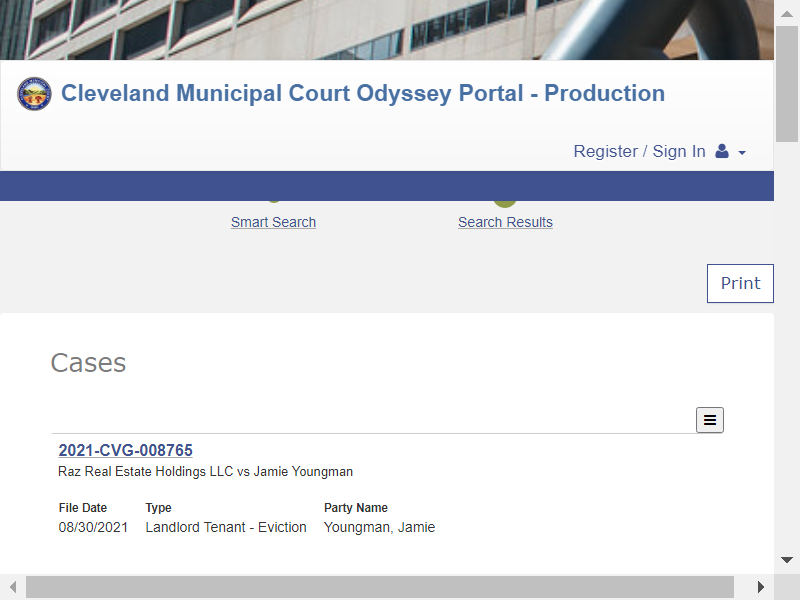 Cleveland Municipal Court Odyssey Portal - Production
Register / Sign In
Smart Search
Search Results
Print
Cases
2021-CVG-008765
Raz Real Estate Holdings LLC vs Jamie Youngman
File Date Type Party Name
08/30/2021 Landlord Tenant - Eviction Youngman, Jamie